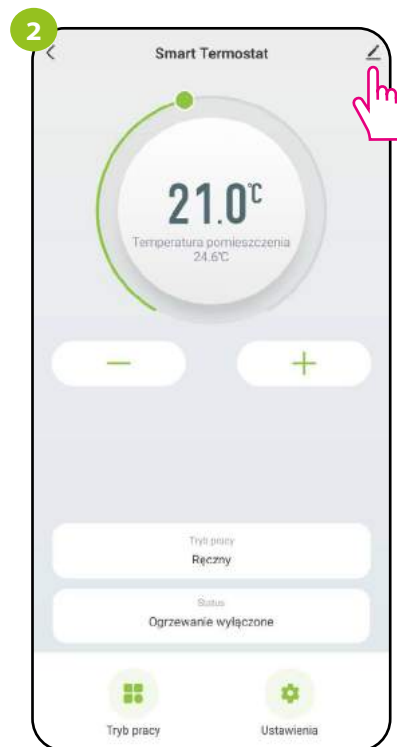 2
Smart Termostat
21.0°C
Temperatura pomieszczenia
24.6°C
Tryb pracy
Ręczny
Status
Ogrzewanie wyłączone
Tryb pracy
Ustawienia